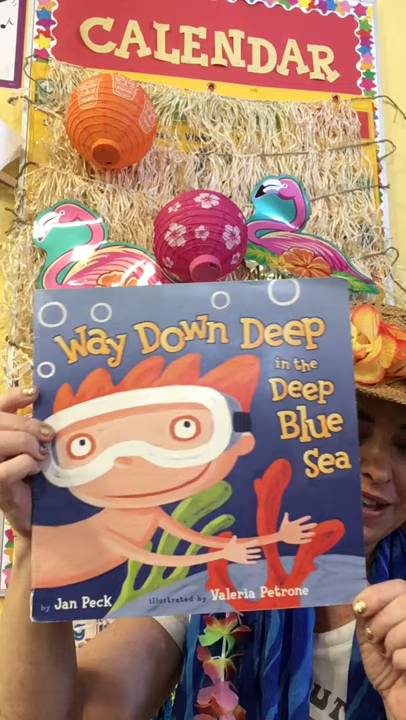 CALENDAR
Way Down Deep
in the
Deep
Blue
Sea
by Jan Peck
illustrated by Valeria Petrone